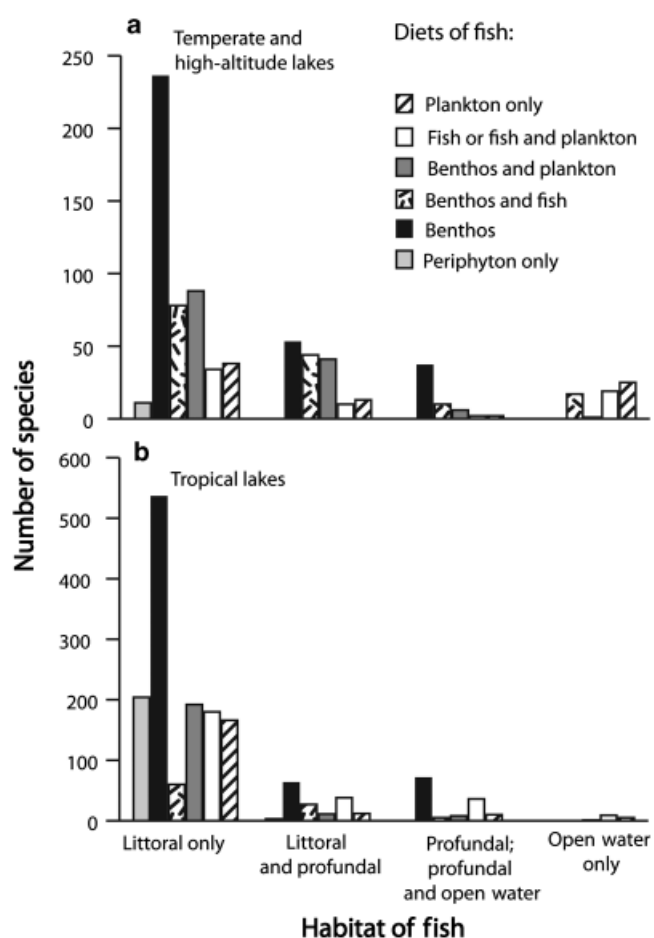 a
Temperate and
high-altitude lakes
Diets of fish:
Plankton only
Fish or fish and plankton
Benthos and plankton
Benthos and fish
Benthos
Periphyton only
250
200
150
100
50
0
Number of species
b
Tropical lakes
600
500
400
300
200
100
0
Littoral only
Littoral
and profundal
Profundal;
profundal
and open water
Open water
only
Habitat of fish